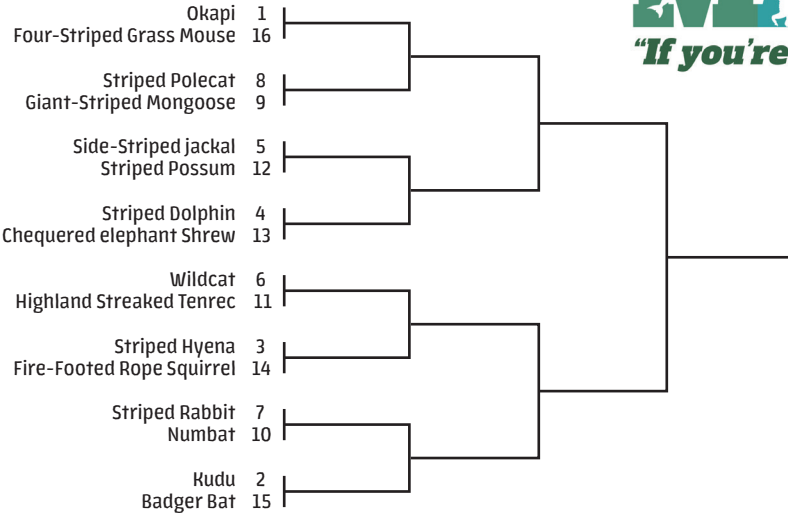 Okapi 1
Four-Striped Grass Mouse 16
Striped Polecat 8
Giant-Striped Mongoose 9
Side-Striped jackal 5
Striped Possum 12
Striped Dolphin 4
Chequered elephant Shrew 13
Wildcat 6
Highland Streaked Tenrec 11
Striped Hyena 3
Fire-Footed Rope Squirrel 14
Striped Rabbit 7
Numbat 10
Kudu 2
Badger Bat 15
“If you're